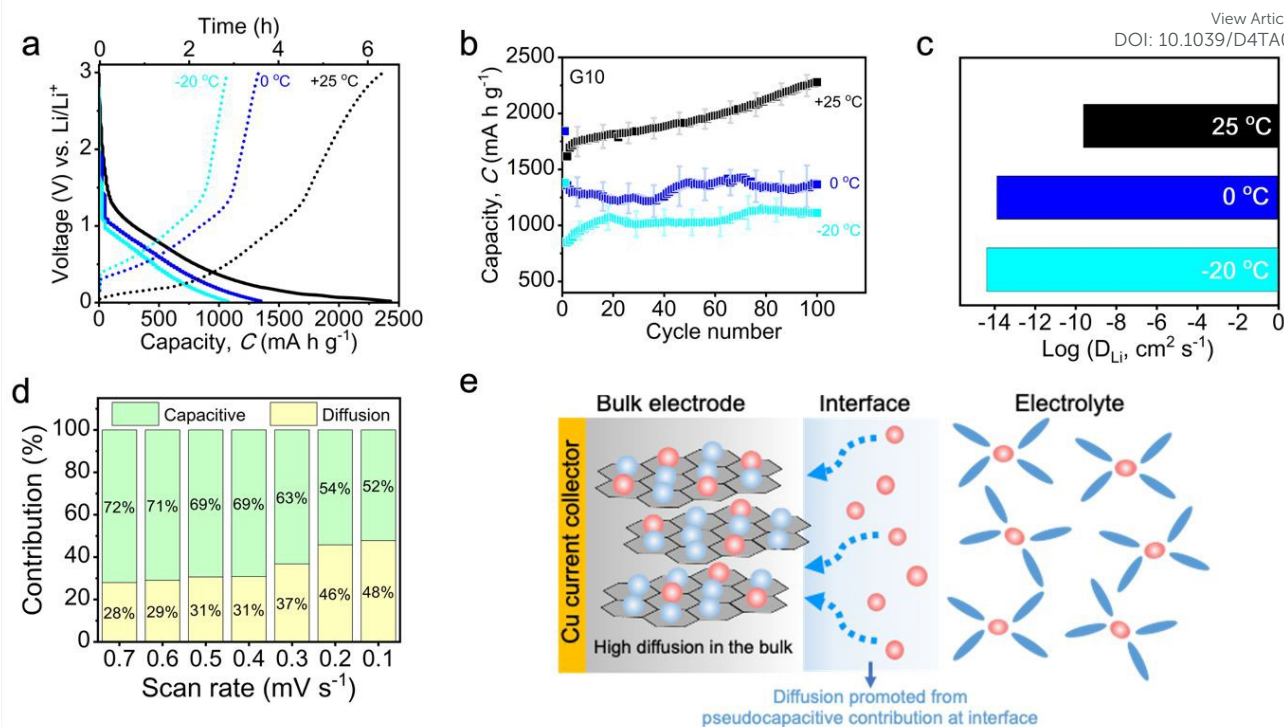 View Artic
DOI: 10.1039/D4TA0
a
Time (h)
0 2 4 6
-20 °C 0 °C +25 °C
Voltage (V) vs. Li/Li⁺
3
2
1
0
0 500 1000 1500 2000 2500
Capacity, C (mA h g⁻¹)
b
G10
+25 °C
0 °C
-20 °C
Capacity, C (mA h g⁻¹)
2500
2000
1500
1000
500
0 20 40 60 80 100
Cycle number
c
25 °C
0 °C
-20 °C
-14 -12 -10 -8 -6 -4 -2 0
Log (D_Li, cm² s⁻¹)
d
Capacitive Diffusion
Contribution (%)
100
80
60
40
20
0
72% 71% 69% 69% 63% 54% 52%
28% 29% 31% 31% 37% 46% 48%
0.7 0.6 0.5 0.4 0.3 0.2 0.1
Scan rate (mV s⁻¹)
e
Bulk electrode Interface Electrolyte
Cu current collector
High diffusion in the bulk
Diffusion promoted from
pseudocapacitive contribution at interface